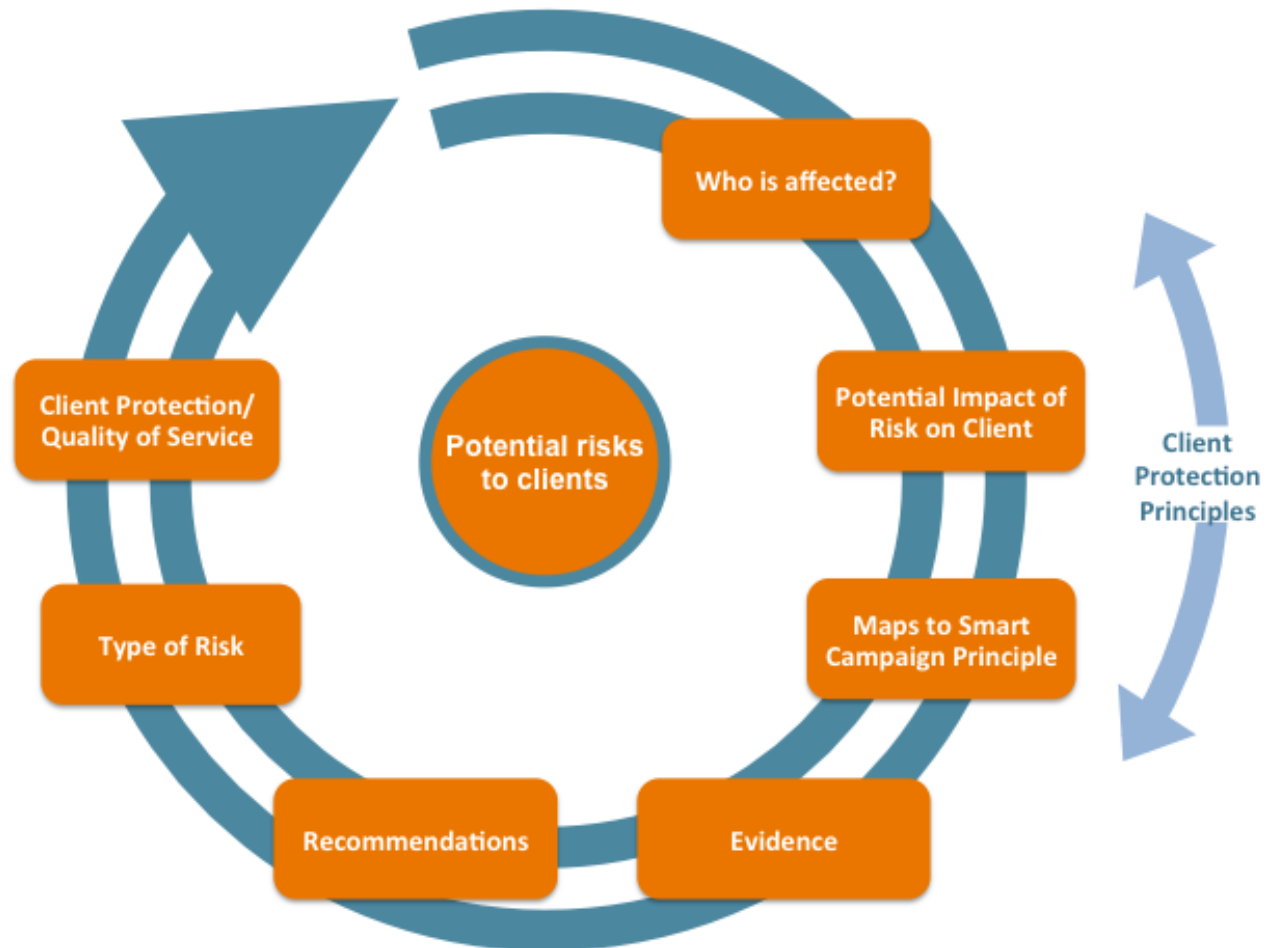 Who is affected?
Potential Impact of
Risk on Client
Client
Protection
Principles
Maps to Smart
Campaign Principle
Evidence
Recommendations
Type of Risk
Client Protection/
Quality of Service
Potential risks
to clients